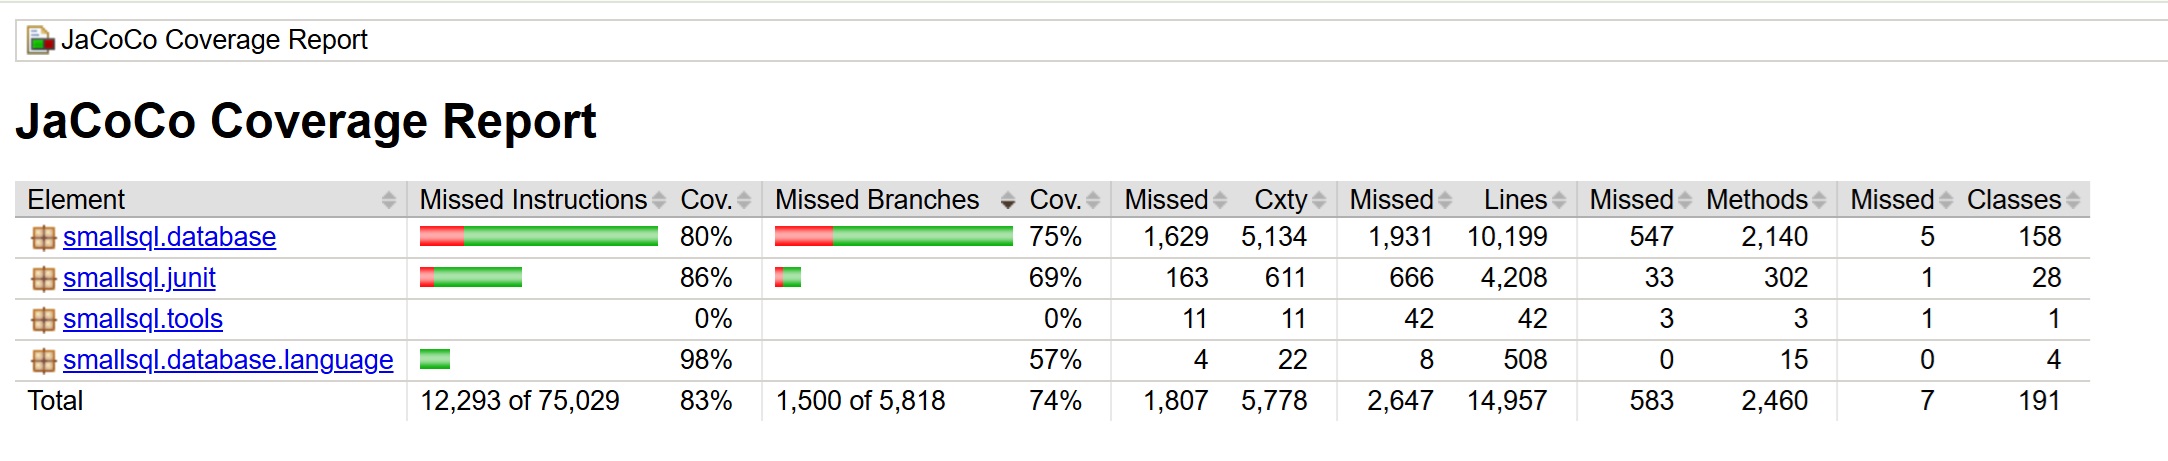 JaCoCo Coverage Report
JaCoCo Coverage Report
Element Missed Instructions Cov. Missed Branches Cov. Missed Cxty Missed Lines Missed Methods Missed Classes
smallsql.database 80% 75% 1,629 5,134 1,931 10,199 547 2,140 5 158
smallsql.junit 86% 69% 163 611 666 4,208 33 302 1 28
smallsql.tools 0% 0% 11 11 42 42 3 3 1 1
smallsql.database.language 98% 57% 4 22 8 508 0 15 0 4
Total 12,293 of 75,029 83% 1,500 of 5,818 74% 1,807 5,778 2,647 14,957 583 2,460 7 191